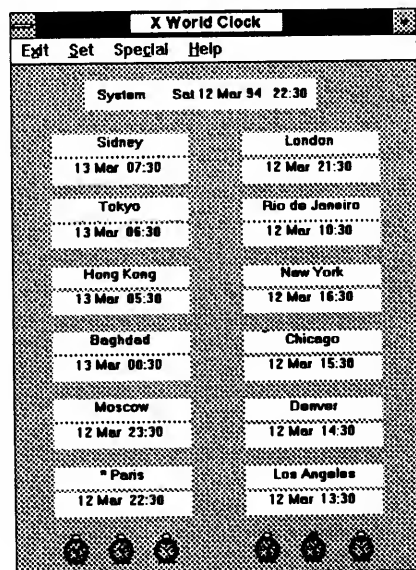 X World Clock
Exit Set Special Help
System Sat 12 Mar 94 22:30
Sidney
13 Mar 07:30
London
12 Mar 21:30
Tokyo
13 Mar 06:30
Rio de Janeiro
12 Mar 10:30
Hong Kong
13 Mar 05:30
New York
12 Mar 16:30
Baghdad
13 Mar 00:30
Chicago
12 Mar 15:30
Moscow
12 Mar 23:30
Denver
12 Mar 14:30
* Paris
12 Mar 22:30
Los Angeles
12 Mar 13:30